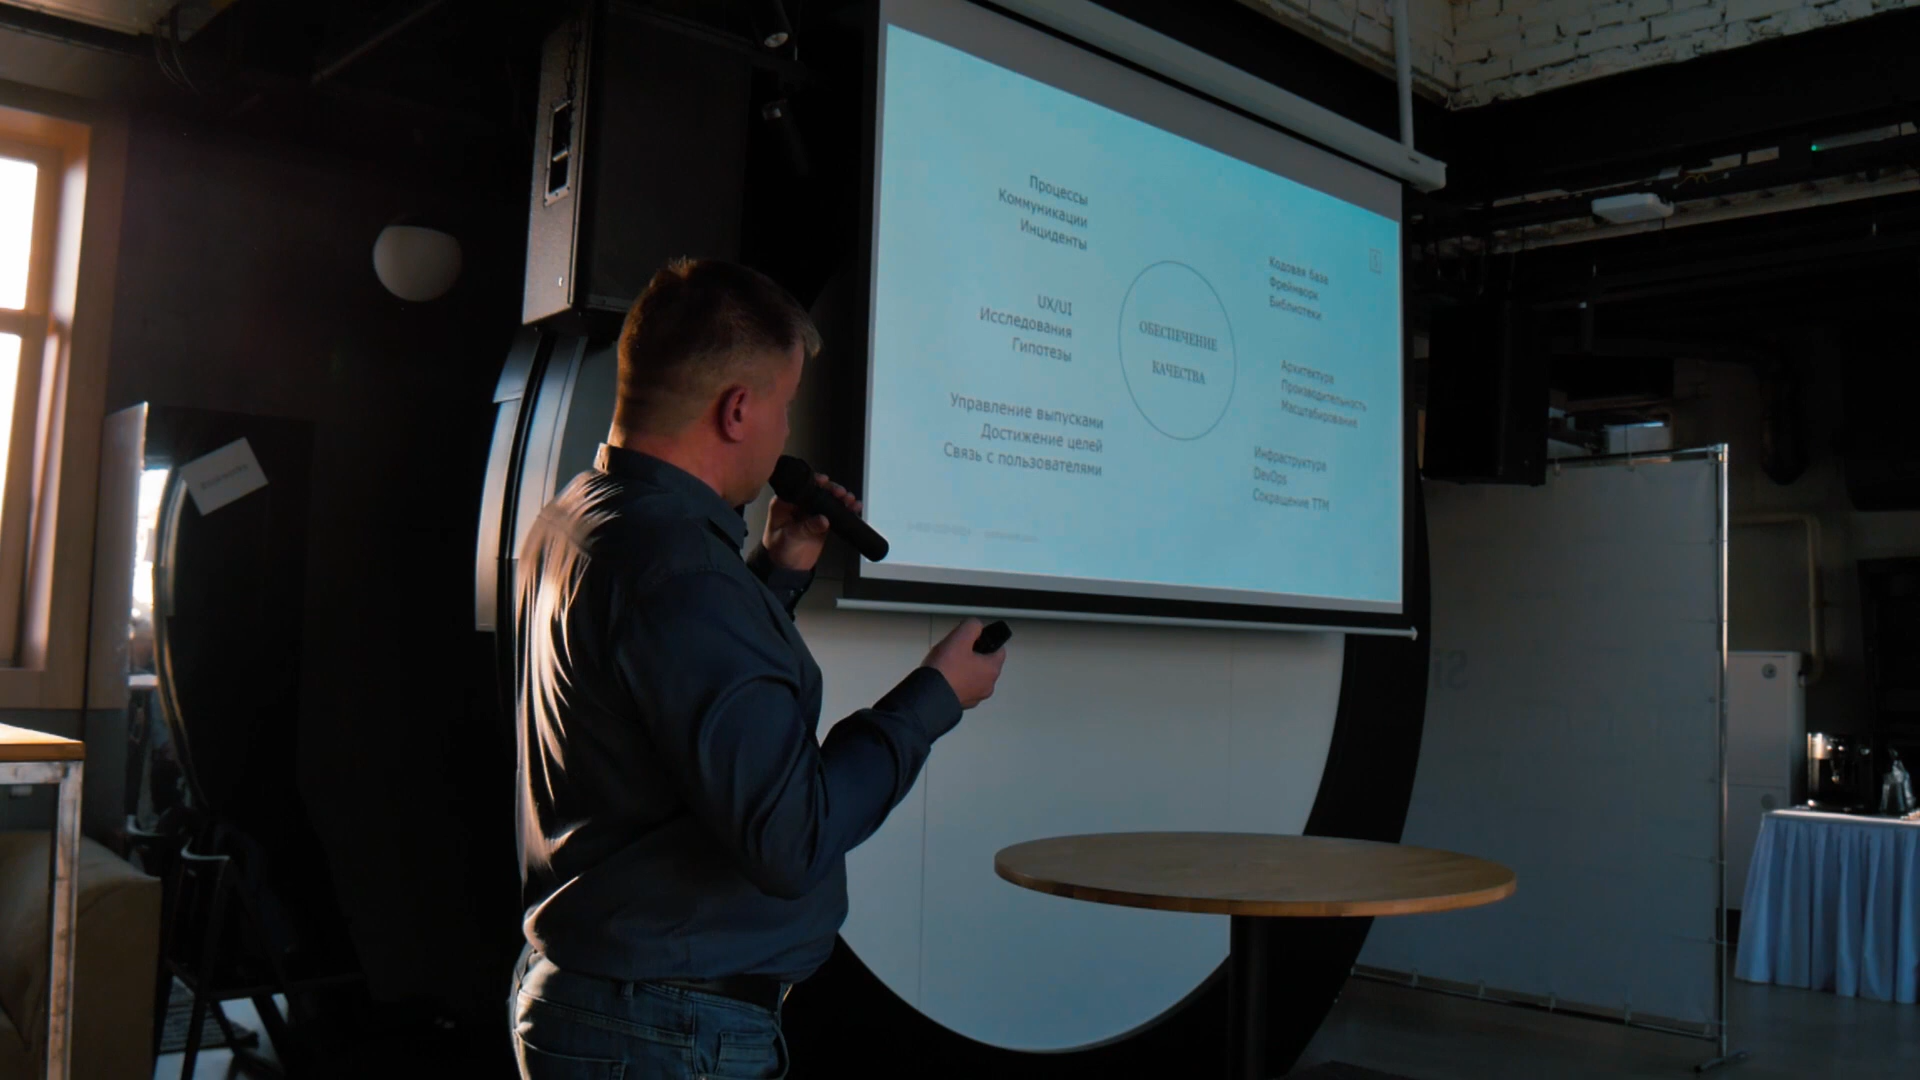 Процессы
Коммуникации
Инциденты
UX/UI
Исследования
Гипотезы
Управление выпусками
Достижение целей
Связь с пользователями
ОБЕСПЕЧЕНИЕ
КАЧЕСТВА
Кодовая база
Фреймворк
Библиотеки
Архитектура
Производительность
Масштабирование
Инфраструктура
DevOps
Сокращение ТТМ